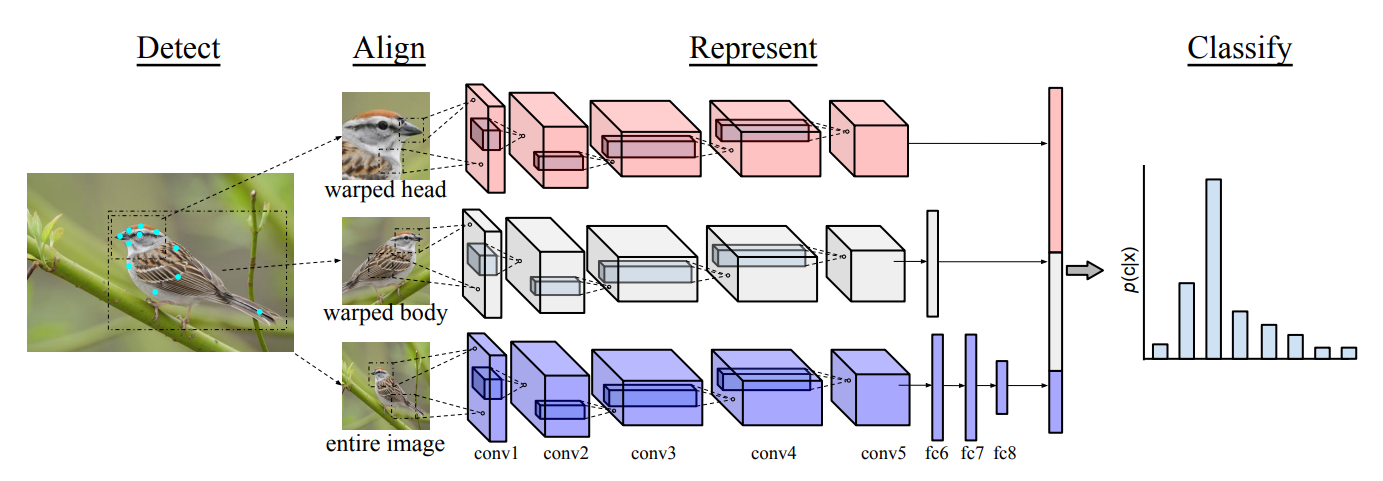 Detect
Align
Represent
Classify
warped head
warped body
entire image
conv1
conv2
conv3
conv4
conv5
fc6
fc7
fc8
p(c|x)